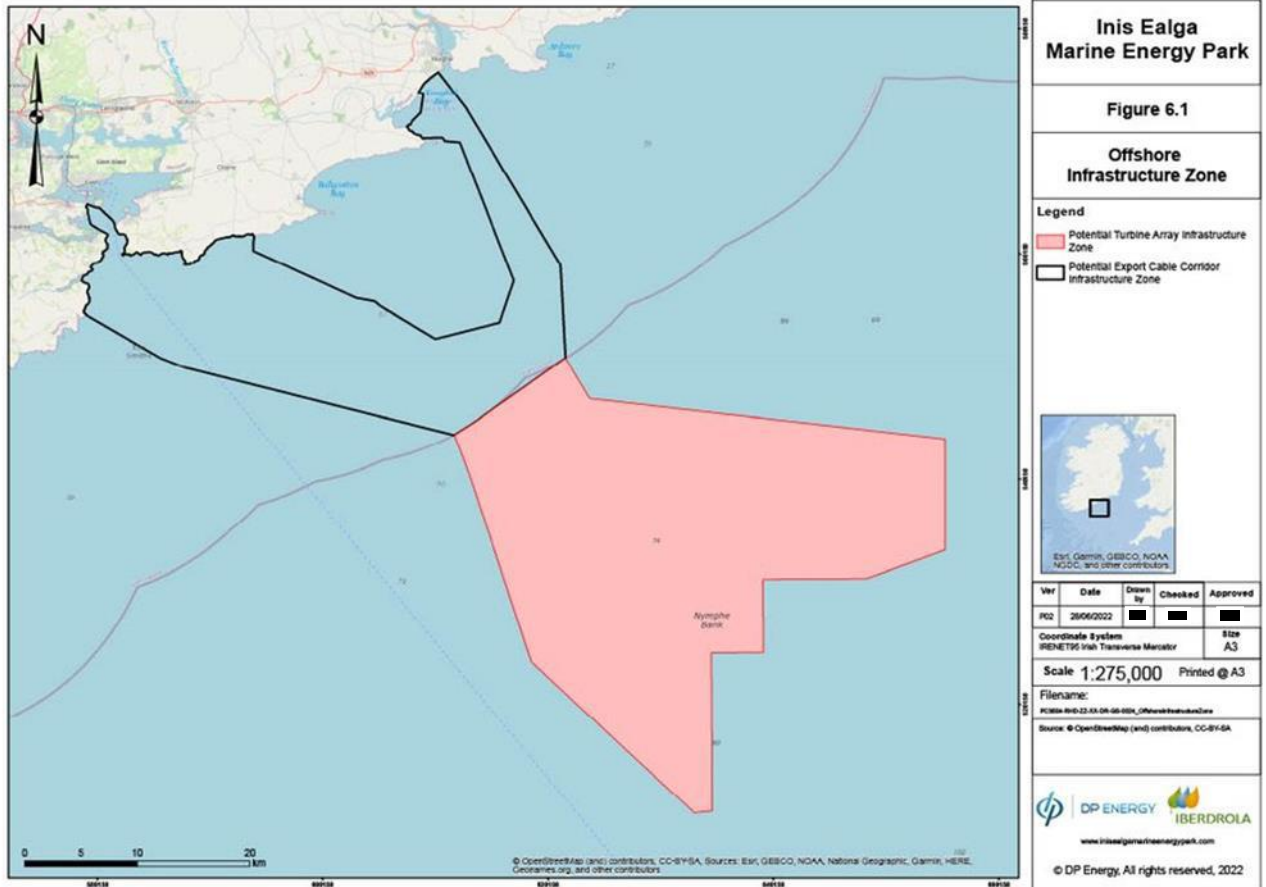 N
Ballycotton
Bay
N25
Cloyne
Nymphe
Bank
0 5 10 20
km
© OpenStreetMap (and) contributors, CC-BY-SA, Sources: Esri, GEBCO, NOAA, National Geographic, Garmin, HERE,
Geonames.org, and other contributors
Inis Ealga
Marine Energy Park
Figure 6.1
Offshore
Infrastructure Zone
Legend
Potential Turbine Array Infrastructure
Zone
Potential Export Cable Corridor
Infrastructure Zone
Esri, Garmin, GEBCO, NOAA
NGDC, and other contributors
Ver Date Drawn by Checked Approved
P02 28/06/2022
Coordinate System
IRENET95 Irish Transverse Mercator
Size
A3
Scale 1:275,000 Printed @ A3
Filename:
Source: © OpenStreetMap (and) contributors, CC-BY-SA
DP ENERGY
IBERDROLA
www.inisealgamarineenergypark.com
© DP Energy, All rights reserved, 2022